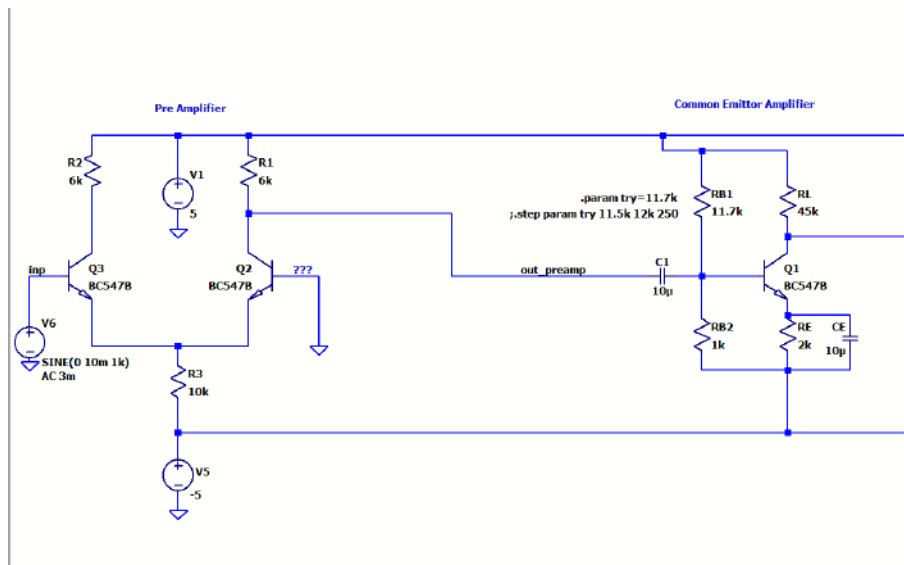 Pre Amplifier
Common Emittor Amplifier
R2
6k
V1
5
R1
6k
.param try=11.7k
;.step param try 11.5k 12k 250
RB1
11.7k
RL
45k
inp
Q3
BC547B
Q2
BC547B
???
out_preamp
C1
10µ
Q1
BC547B
V6
SINE(0 10m 1k)
AC 3m
R3
10k
RB2
1k
RE
2k
CE
10µ
V5
-5